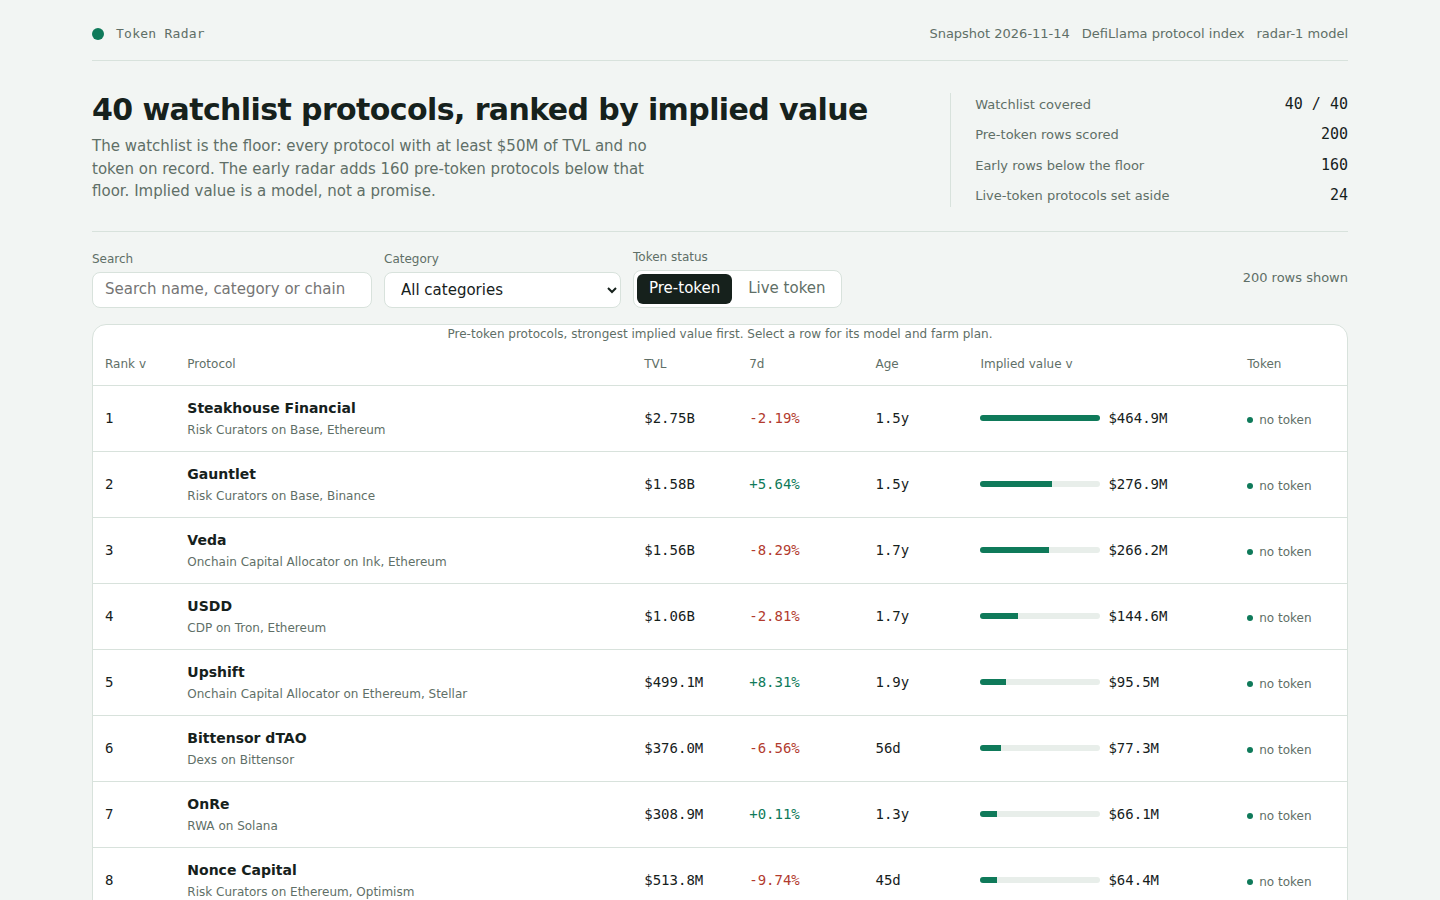 Token Radar
Snapshot 2026-11-14 DefiLlama protocol index radar-1 model
40 watchlist protocols, ranked by implied value
The watchlist is the floor: every protocol with at least $50M of TVL and no
token on record. The early radar adds 160 pre-token protocols below that
floor. Implied value is a model, not a promise.
Watchlist covered 40 / 40
Pre-token rows scored 200
Early rows below the floor 160
Live-token protocols set aside 24
Search Category Token status
Search name, category or chain All categories Pre-token Live token
200 rows shown
Pre-token protocols, strongest implied value first. Select a row for its model and farm plan.
Rank v Protocol TVL 7d Age Implied value v Token
1 Steakhouse Financial $2.75B -2.19% 1.5y $464.9M no token
Risk Curators on Base, Ethereum
2 Gauntlet $1.58B +5.64% 1.5y $276.9M no token
Risk Curators on Base, Binance
3 Veda $1.56B -8.29% 1.7y $266.2M no token
Onchain Capital Allocator on Ink, Ethereum
4 USDD $1.06B -2.81% 1.7y $144.6M no token
CDP on Tron, Ethereum
5 Upshift $499.1M +8.31% 1.9y $95.5M no token
Onchain Capital Allocator on Ethereum, Stellar
6 Bittensor dTAO $376.0M -6.56% 56d $77.3M no token
Dexs on Bittensor
7 OnRe $308.9M +0.11% 1.3y $66.1M no token
RWA on Solana
8 Nonce Capital $513.8M -9.74% 45d $64.4M no token
Risk Curators on Ethereum, Optimism